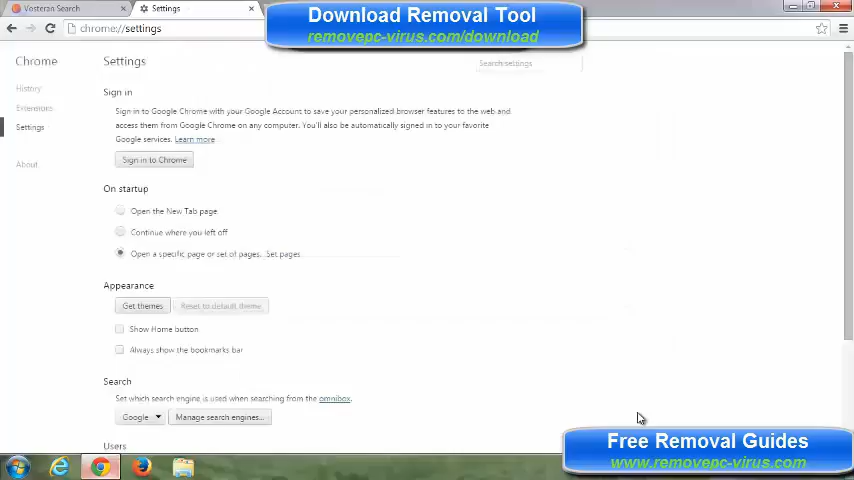 Vosteran Search
Settings
Download Removal Tool
removepc-virus.com/download
chrome://settings
Chrome
Settings
Search settings
History
Extensions
Settings
About
Sign in
Sign in to Google Chrome with your Google Account to save your personalized browser features to the web and
access them from Google Chrome on any computer. You'll also be automatically signed in to your favorite
Google services. Learn more
Sign in to Chrome
On startup
Open the New Tab page
Continue where you left off
Open a specific page or set of pages. Set pages
Appearance
Get themes
Reset to default theme
Show Home button
Always show the bookmarks bar
Search
Set which search engine is used when searching from the omnibox.
Google
Manage search engines...
Users
Free Removal Guides
www.removepc-virus.com